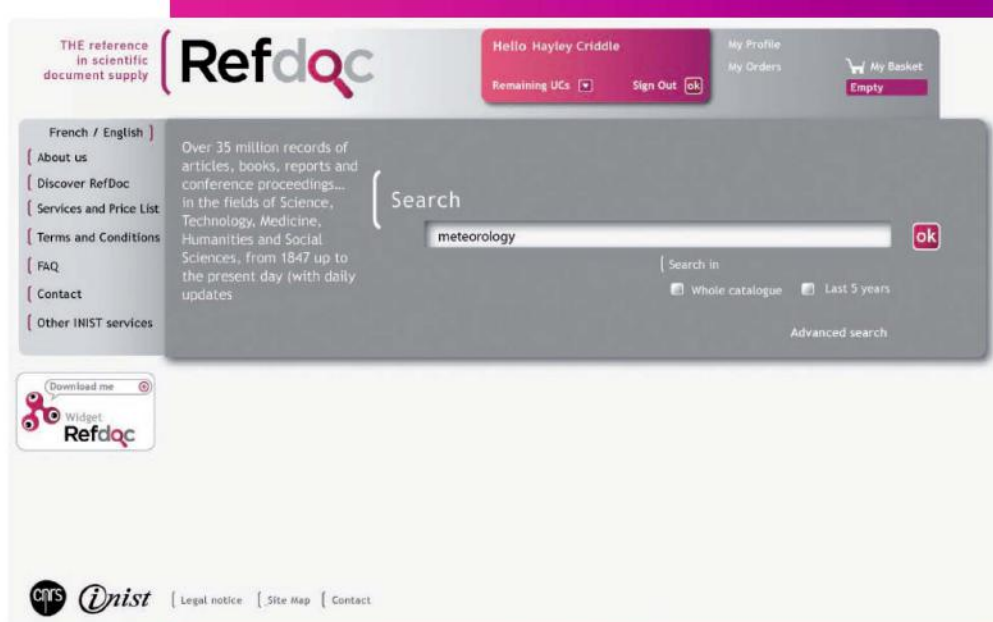 THE reference
in scientific
document supply
Refdoc
Hello Hayley Criddle
Remaining UCs
Sign Out ok
My Profile
My Orders
My Basket
Empty
French / English
About us
Discover RefDoc
Services and Price List
Terms and Conditions
FAQ
Contact
Other INIST services
Over 35 million records of
articles, books, reports and
conference proceedings...
in the fields of Science,
Technology, Medicine,
Humanities and Social
Sciences, from 1847 up to
the present day (with daily
updates
Search
meteorology
ok
Search in
Whole catalogue
Last 5 years
Advanced search
Download me
Widget
Refdoc
cnrs
inist
Legal notice
Site Map
Contact